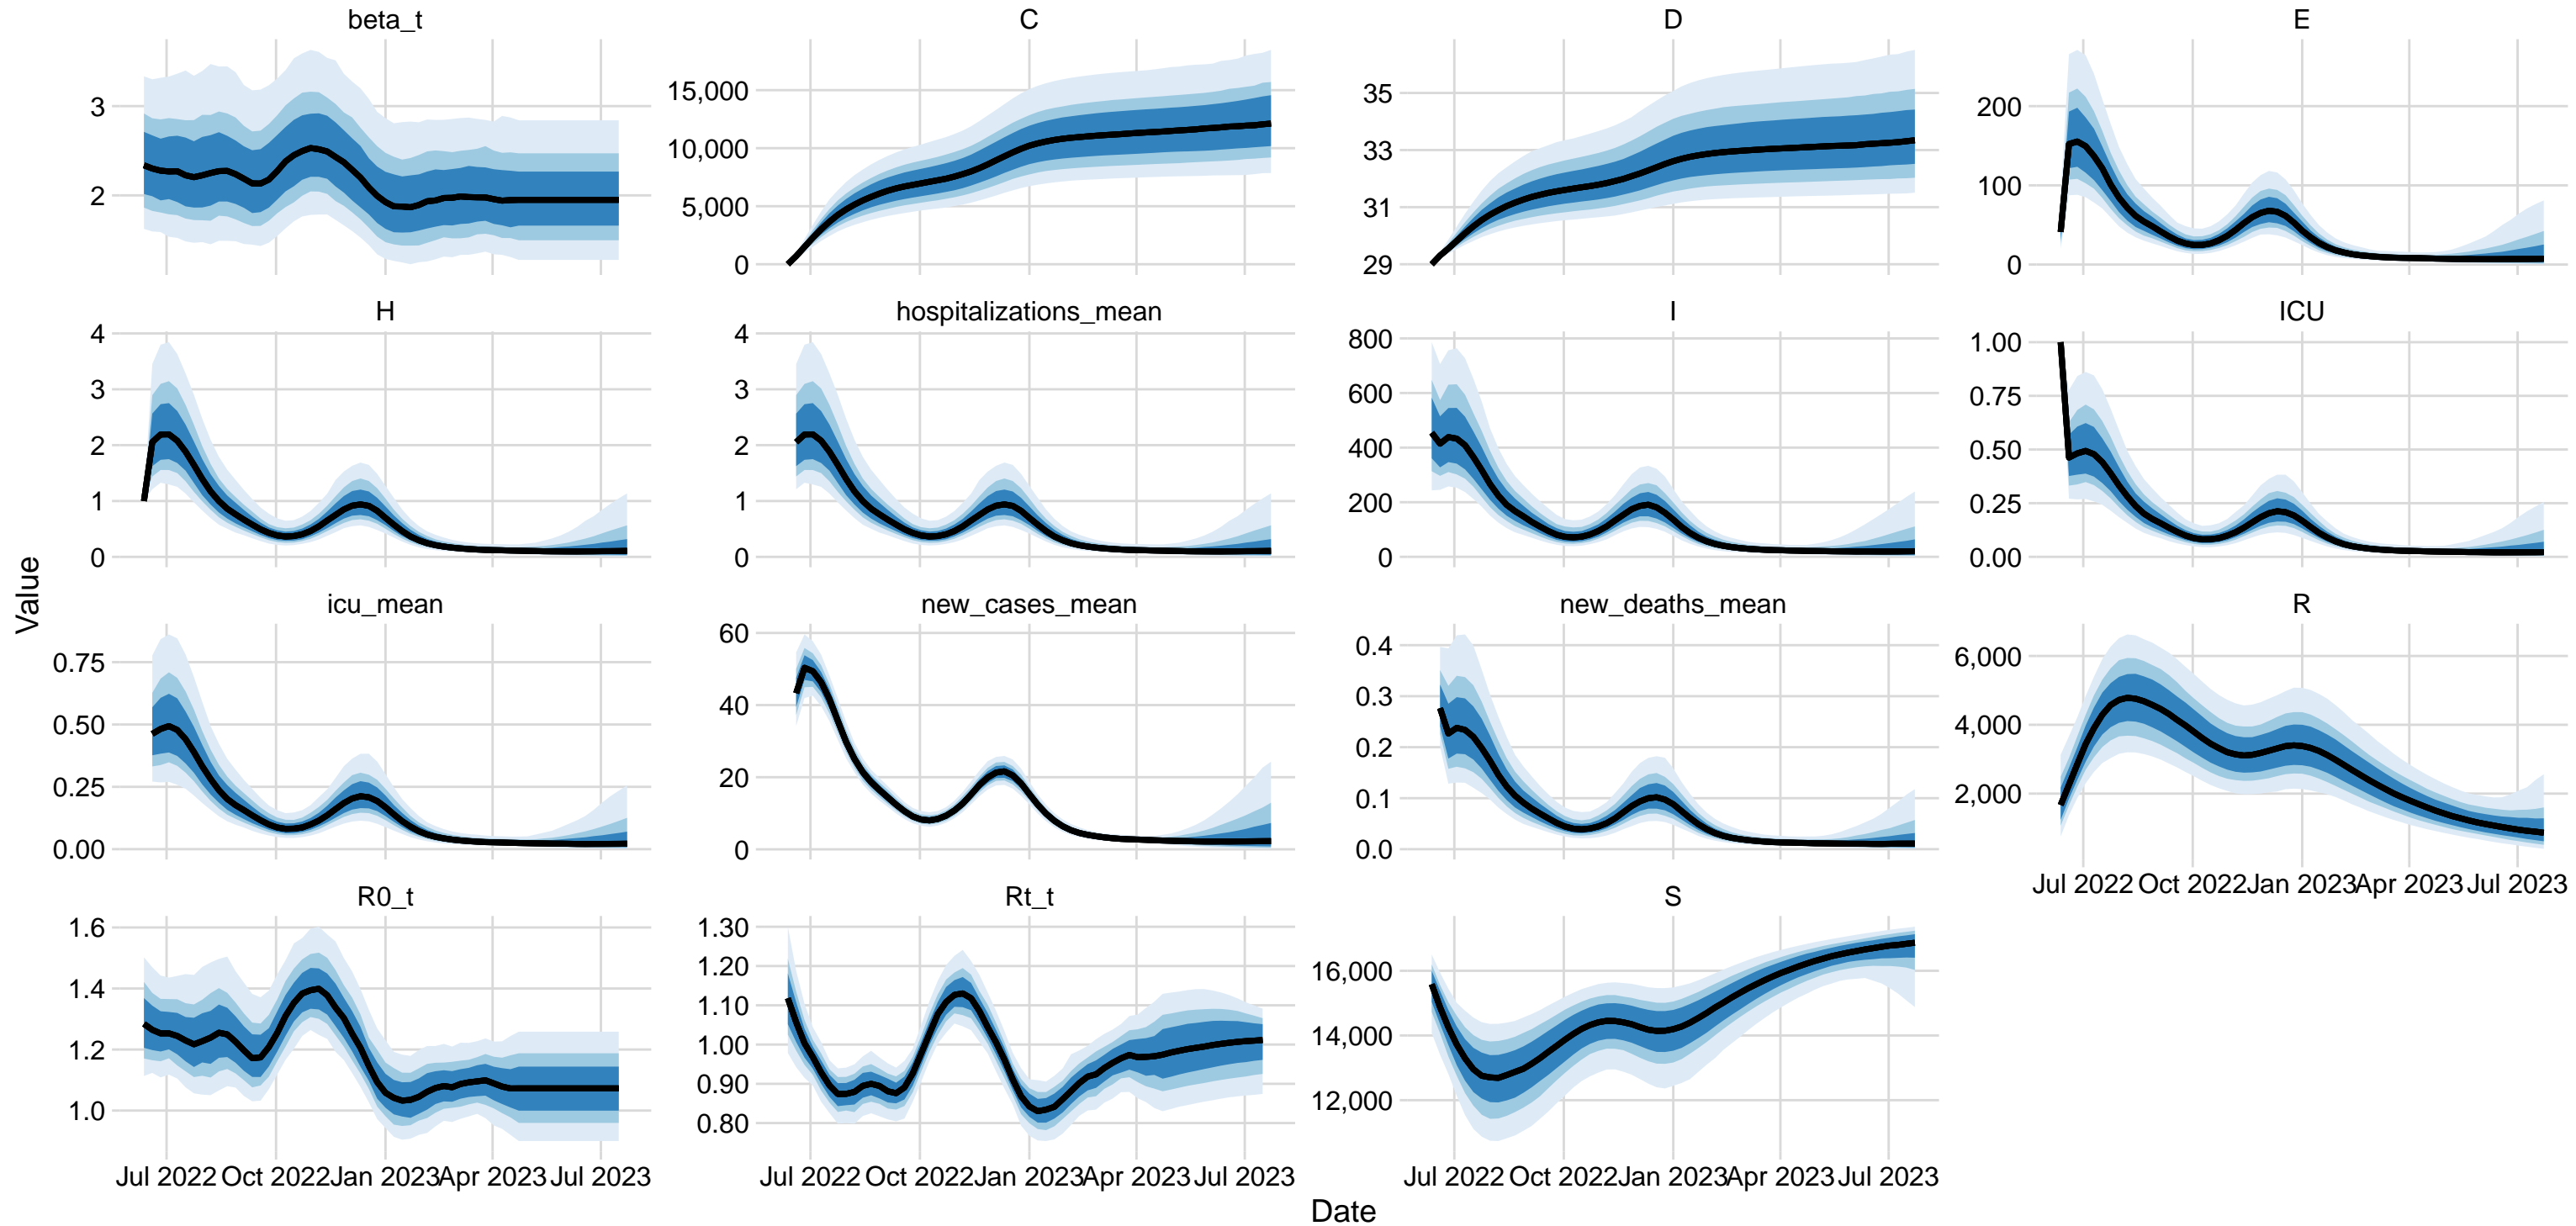 beta_t
C
D
E
3
2
15,000
10,000
5,000
0
35
33
31
29
200
100
0
H
hospitalizations_mean
I
ICU
4
3
2
1
0
4
3
2
1
0
800
600
400
200
0
1.00
0.75
0.50
0.25
0.00
Value
icu_mean
new_cases_mean
new_deaths_mean
R
0.75
0.50
0.25
0.00
60
40
20
0
0.4
0.3
0.2
0.1
0.0
6,000
4,000
2,000
Jul 2022 Oct 2022 Jan 2023 Apr 2023 Jul 2023
R0_t
Rt_t
S
1.6
1.4
1.2
1.0
1.30
1.20
1.10
1.00
0.90
0.80
16,000
14,000
12,000
Jul 2022 Oct 2022 Jan 2023 Apr 2023 Jul 2023
Jul 2022 Oct 2022 Jan 2023 Apr 2023 Jul 2023
Jul 2022 Oct 2022 Jan 2023 Apr 2023 Jul 2023
Date